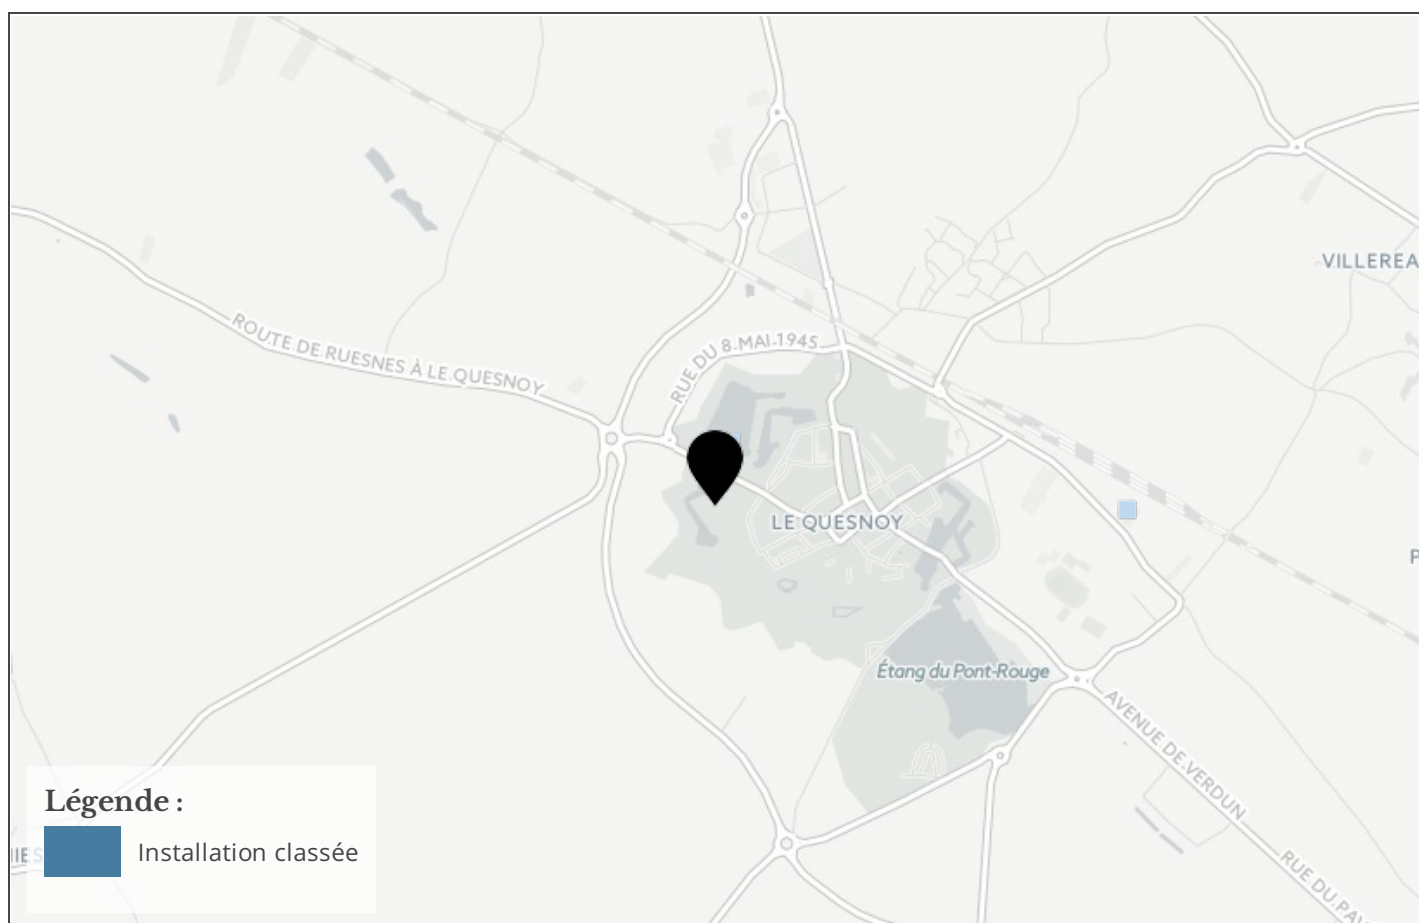 VILLEREA
RUE DU 8 MAI 1945
ROUTE DE RUESNES À LE QUESNOY
LE QUESNOY
P
Étang du Pont-Rouge
AVENUE DE VERDUN
Légende :
Installation classée
IIES
RUE DU PAV